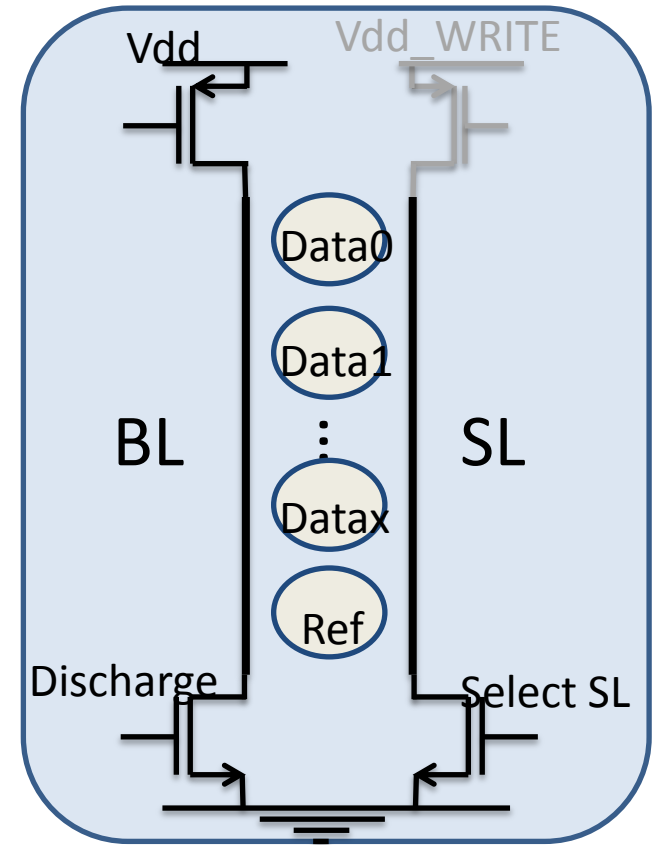 Vdd
Vdd_WRITE
Data0
Data1
BL
SL
Datax
Ref
Discharge
Select SL